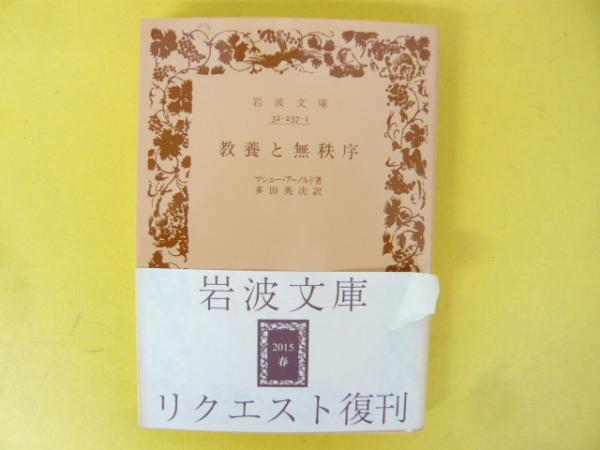 岩波文庫
32-237-1
教養と無秩序
マシュー・アーノルド著
多田英次訳
岩波文庫
2015
春
リクエスト復刊